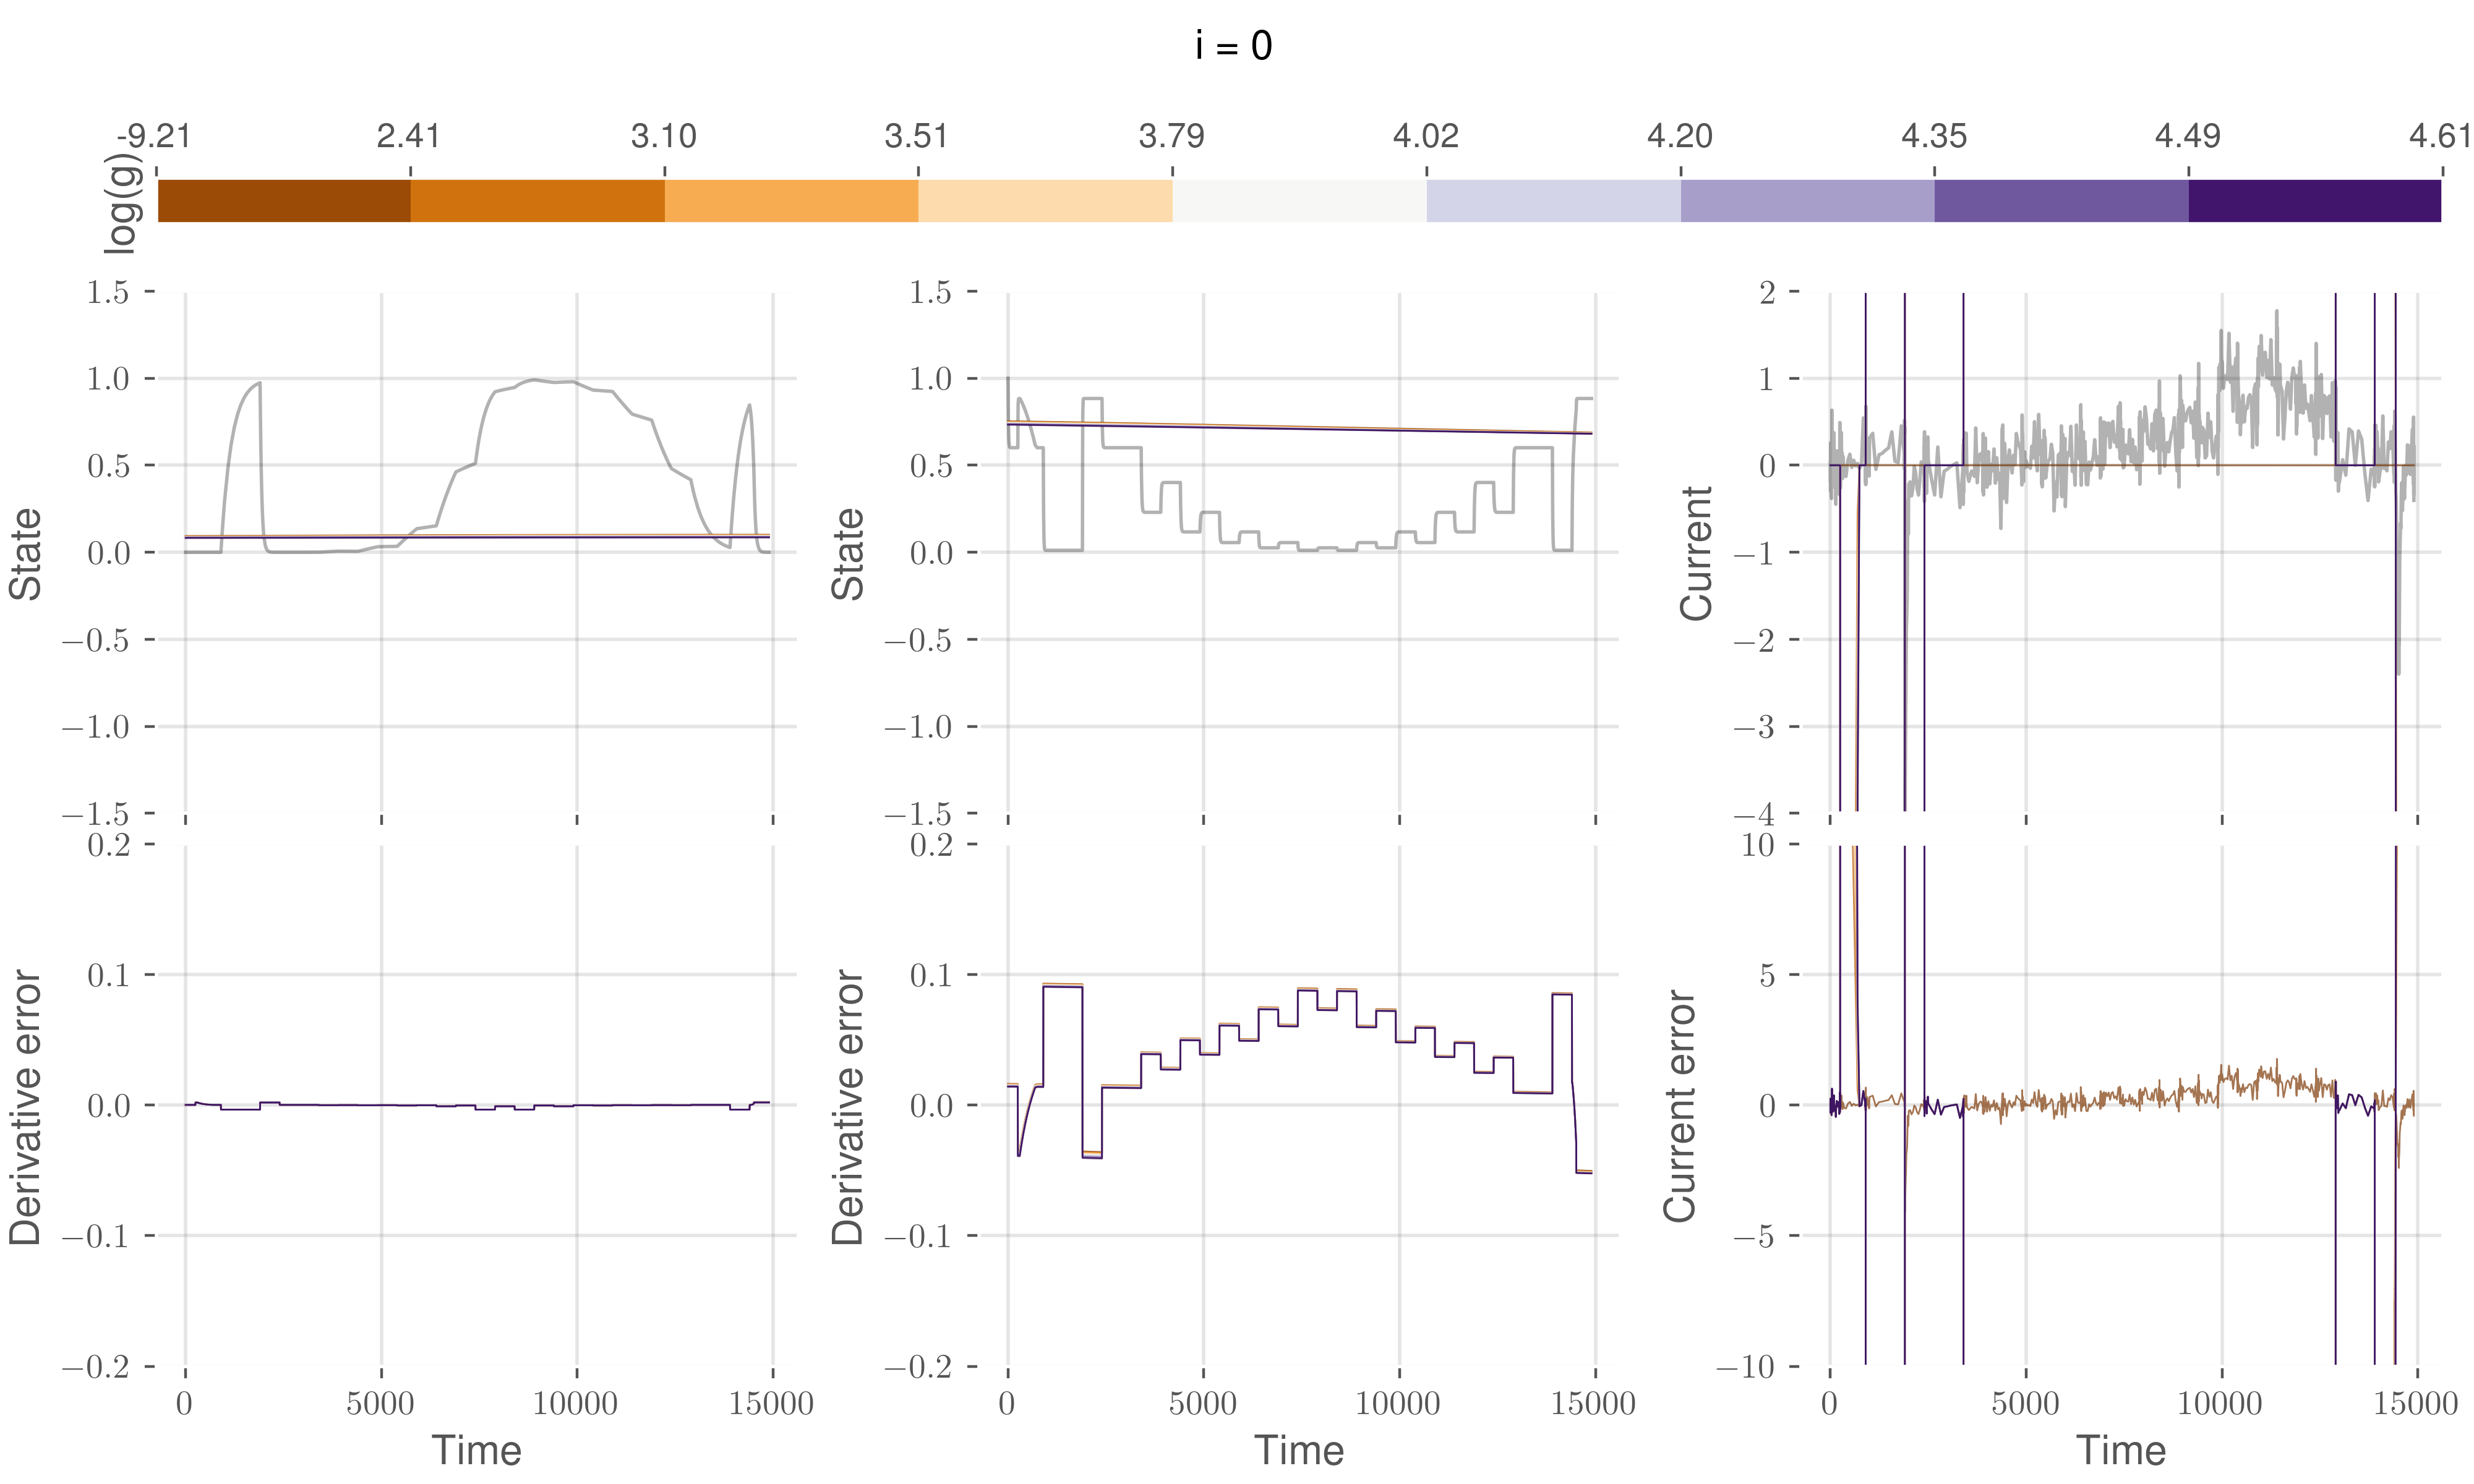 i = 0
-9.21 2.41 3.10 3.51 3.79 4.02 4.20 4.35 4.49 4.61
log(g)
1.5 1.5 2
1.0 1.0 1
0.5 0.5 0
State State Current
0.0 0.0 −1
−0.5 −0.5 −2
−1.0 −1.0 −3
−1.5 −1.5 −4
0.2 0.2 10
0.1 0.1 5
Derivative error Derivative error Current error
0.0 0.0 0
−0.1 −0.1 −5
−0.2 −0.2 −10
0 5000 10000 15000 0 5000 10000 15000 0 5000 10000 15000
Time Time Time